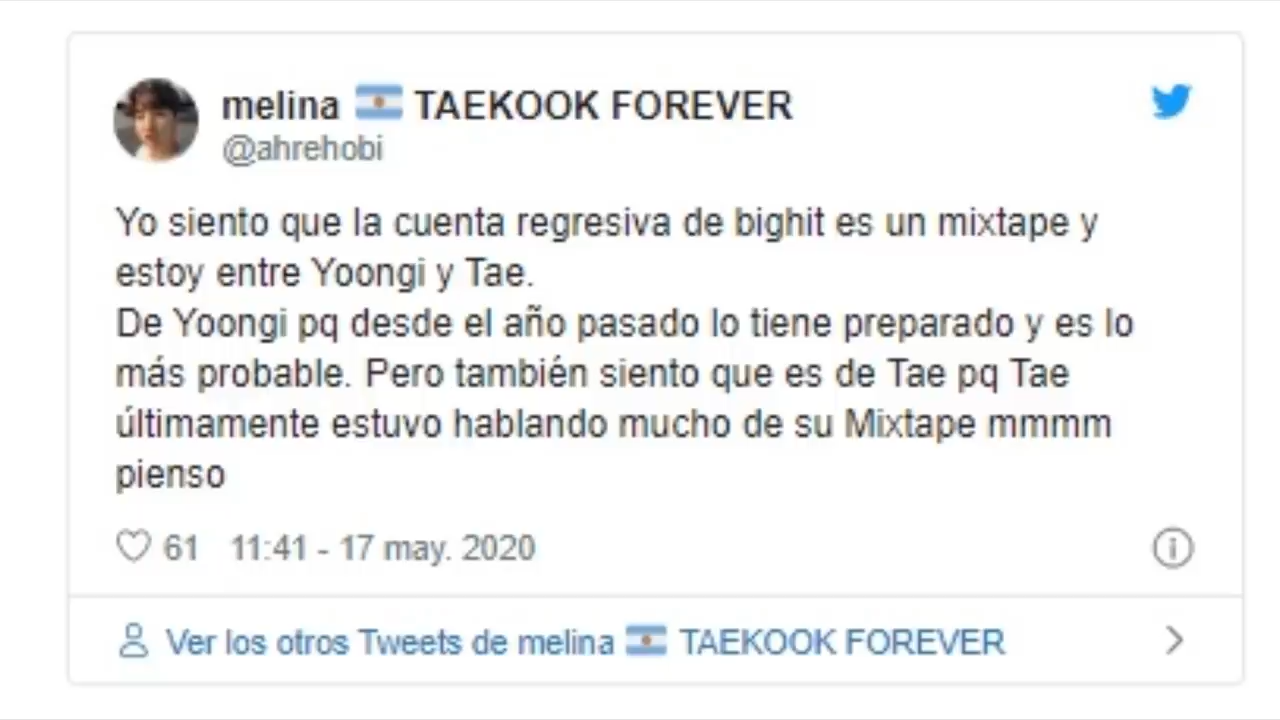 melina 🇦🇷 TAEKOOK FOREVER
@ahrehobi
Yo siento que la cuenta regresiva de bighit es un mixtape y
estoy entre Yoongi y Tae.
De Yoongi pq desde el año pasado lo tiene preparado y es lo
más probable. Pero también siento que es de Tae pq Tae
últimamente estuvo hablando mucho de su Mixtape mmmm
pienso
61 11:41 - 17 may. 2020
Ver los otros Tweets de melina 🇦🇷 TAEKOOK FOREVER